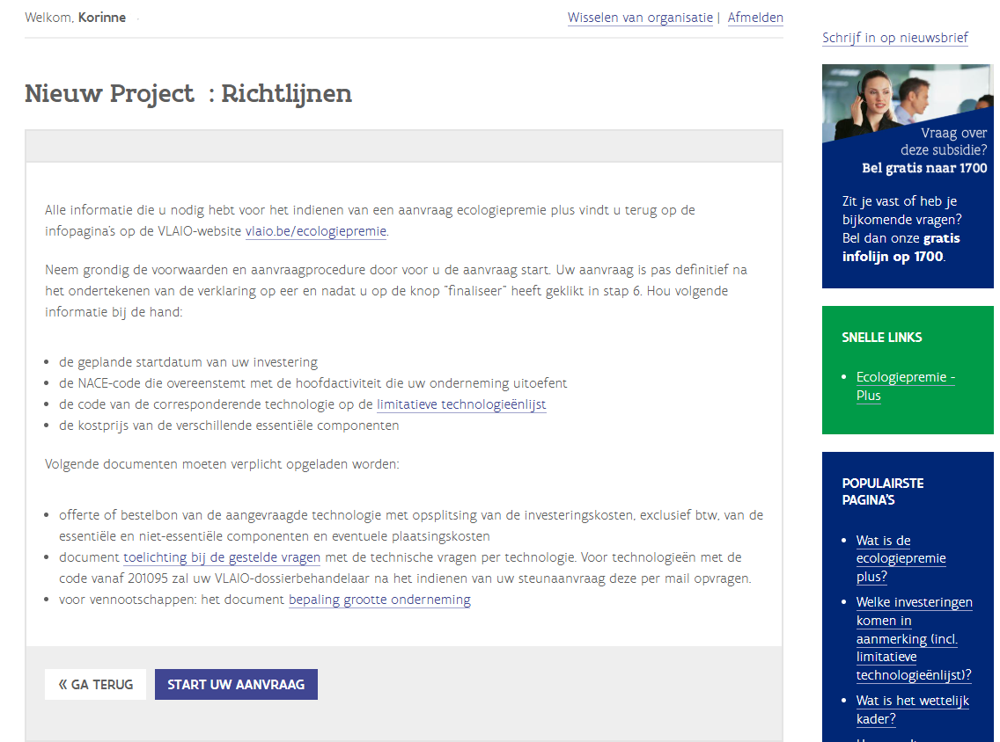 Welkom, Korinne
Wisselen van organisatie | Afmelden
Nieuw Project : Richtlijnen
Alle informatie die u nodig hebt voor het indienen van een aanvraag ecologiepremie plus vindt u terug op de
infopagina's op de VLAIO-website vlaio.be/ecologiepremie.
Neem grondig de voorwaarden en aanvraagprocedure door voor u de aanvraag start. Uw aanvraag is pas definitief na
het ondertekenen van de verklaring op eer en nadat u op de knop "finaliseer" heeft geklikt in stap 6. Hou volgende
informatie bij de hand:
• de geplande startdatum van uw investering
• de NACE-code die overeenstemt met de hoofdactiviteit die uw onderneming uitoefent
• de code van de corresponderende technologie op de limitatieve technologieënlijst
• de kostprijs van de verschillende essentiële componenten
Volgende documenten moeten verplicht opgeladen worden:
• offerte of bestelbon van de aangevraagde technologie met opsplitsing van de investeringskosten, exclusief btw, van de
essentiële en niet-essentiële componenten en eventuele plaatsingskosten
• document toelichting bij de gestelde vragen met de technische vragen per technologie. Voor technologieën met de
code vanaf 201095 zal uw VLAIO-dossierbehandelaar na het indienen van uw steunaanvraag deze per mail opvragen.
• voor vennootschappen: het document bepaling grootte onderneming
« GA TERUG
START UW AANVRAAG
Schrijf in op nieuwsbrief
Vraag over
deze subsidie?
Bel gratis naar 1700
Zit je vast of heb je
bijkomende vragen?
Bel dan onze gratis
infolijn op 1700.
SNELLE LINKS
• Ecologiepremie -
Plus
POPULAIRSTE
PAGINA'S
• Wat is de
ecologiepremie
plus?
• Welke investeringen
komen in
aanmerking (incl.
limitatieve
technologieënlijst)?
• Wat is het wettelijk
kader?